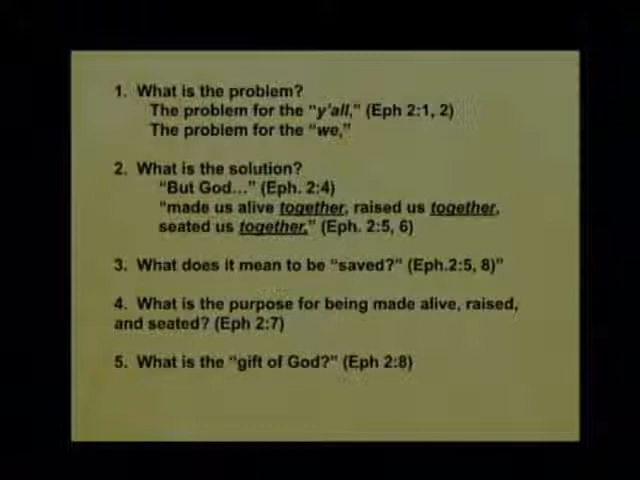 1. What is the problem?
The problem for the “y’all,” (Eph 2:1, 2)
The problem for the “we,”
2. What is the solution?
“But God…” (Eph. 2:4)
“made us alive together, raised us together,
seated us together,” (Eph. 2:5, 6)
3. What does it mean to be “saved?” (Eph.2:5, 8)”
4. What is the purpose for being made alive, raised,
and seated? (Eph 2:7)
5. What is the “gift of God?” (Eph 2:8)